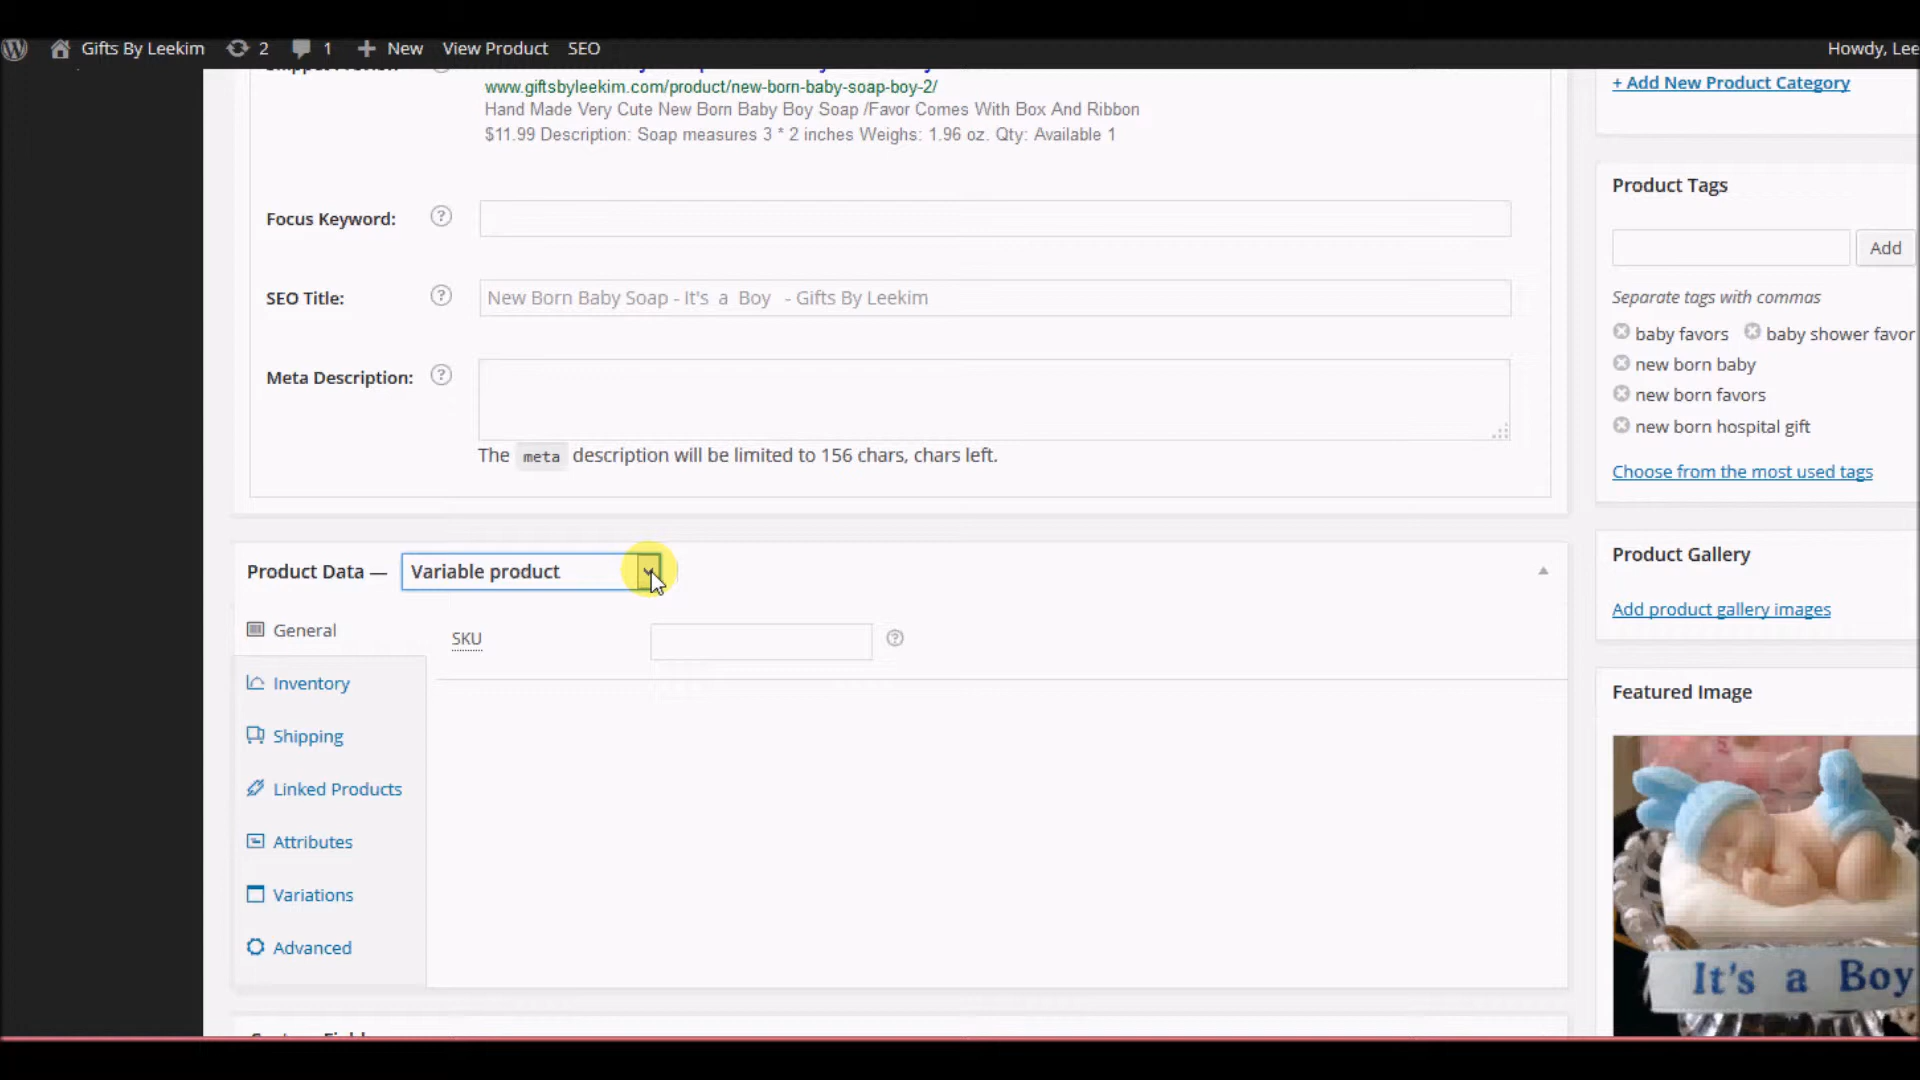 Gifts By Leekim 2 1 New View Product SEO
Howdy, Lee
www.giftsbyleekim.com/product/new-born-baby-soap-boy-2/
Hand Made Very Cute New Born Baby Boy Soap /Favor Comes With Box And Ribbon
$11.99 Description: Soap measures 3 * 2 inches Weighs: 1.96 oz. Qty: Available 1
Focus Keyword:
SEO Title: New Born Baby Soap - It's a Boy - Gifts By Leekim
Meta Description:
The meta description will be limited to 156 chars, chars left.
Product Data — Variable product
General
SKU
Inventory
Shipping
Linked Products
Attributes
Variations
Advanced
+ Add New Product Category
Product Tags
Add
Separate tags with commas
baby favors baby shower favor
new born baby
new born favors
new born hospital gift
Choose from the most used tags
Product Gallery
Add product gallery images
Featured Image
It's a Boy